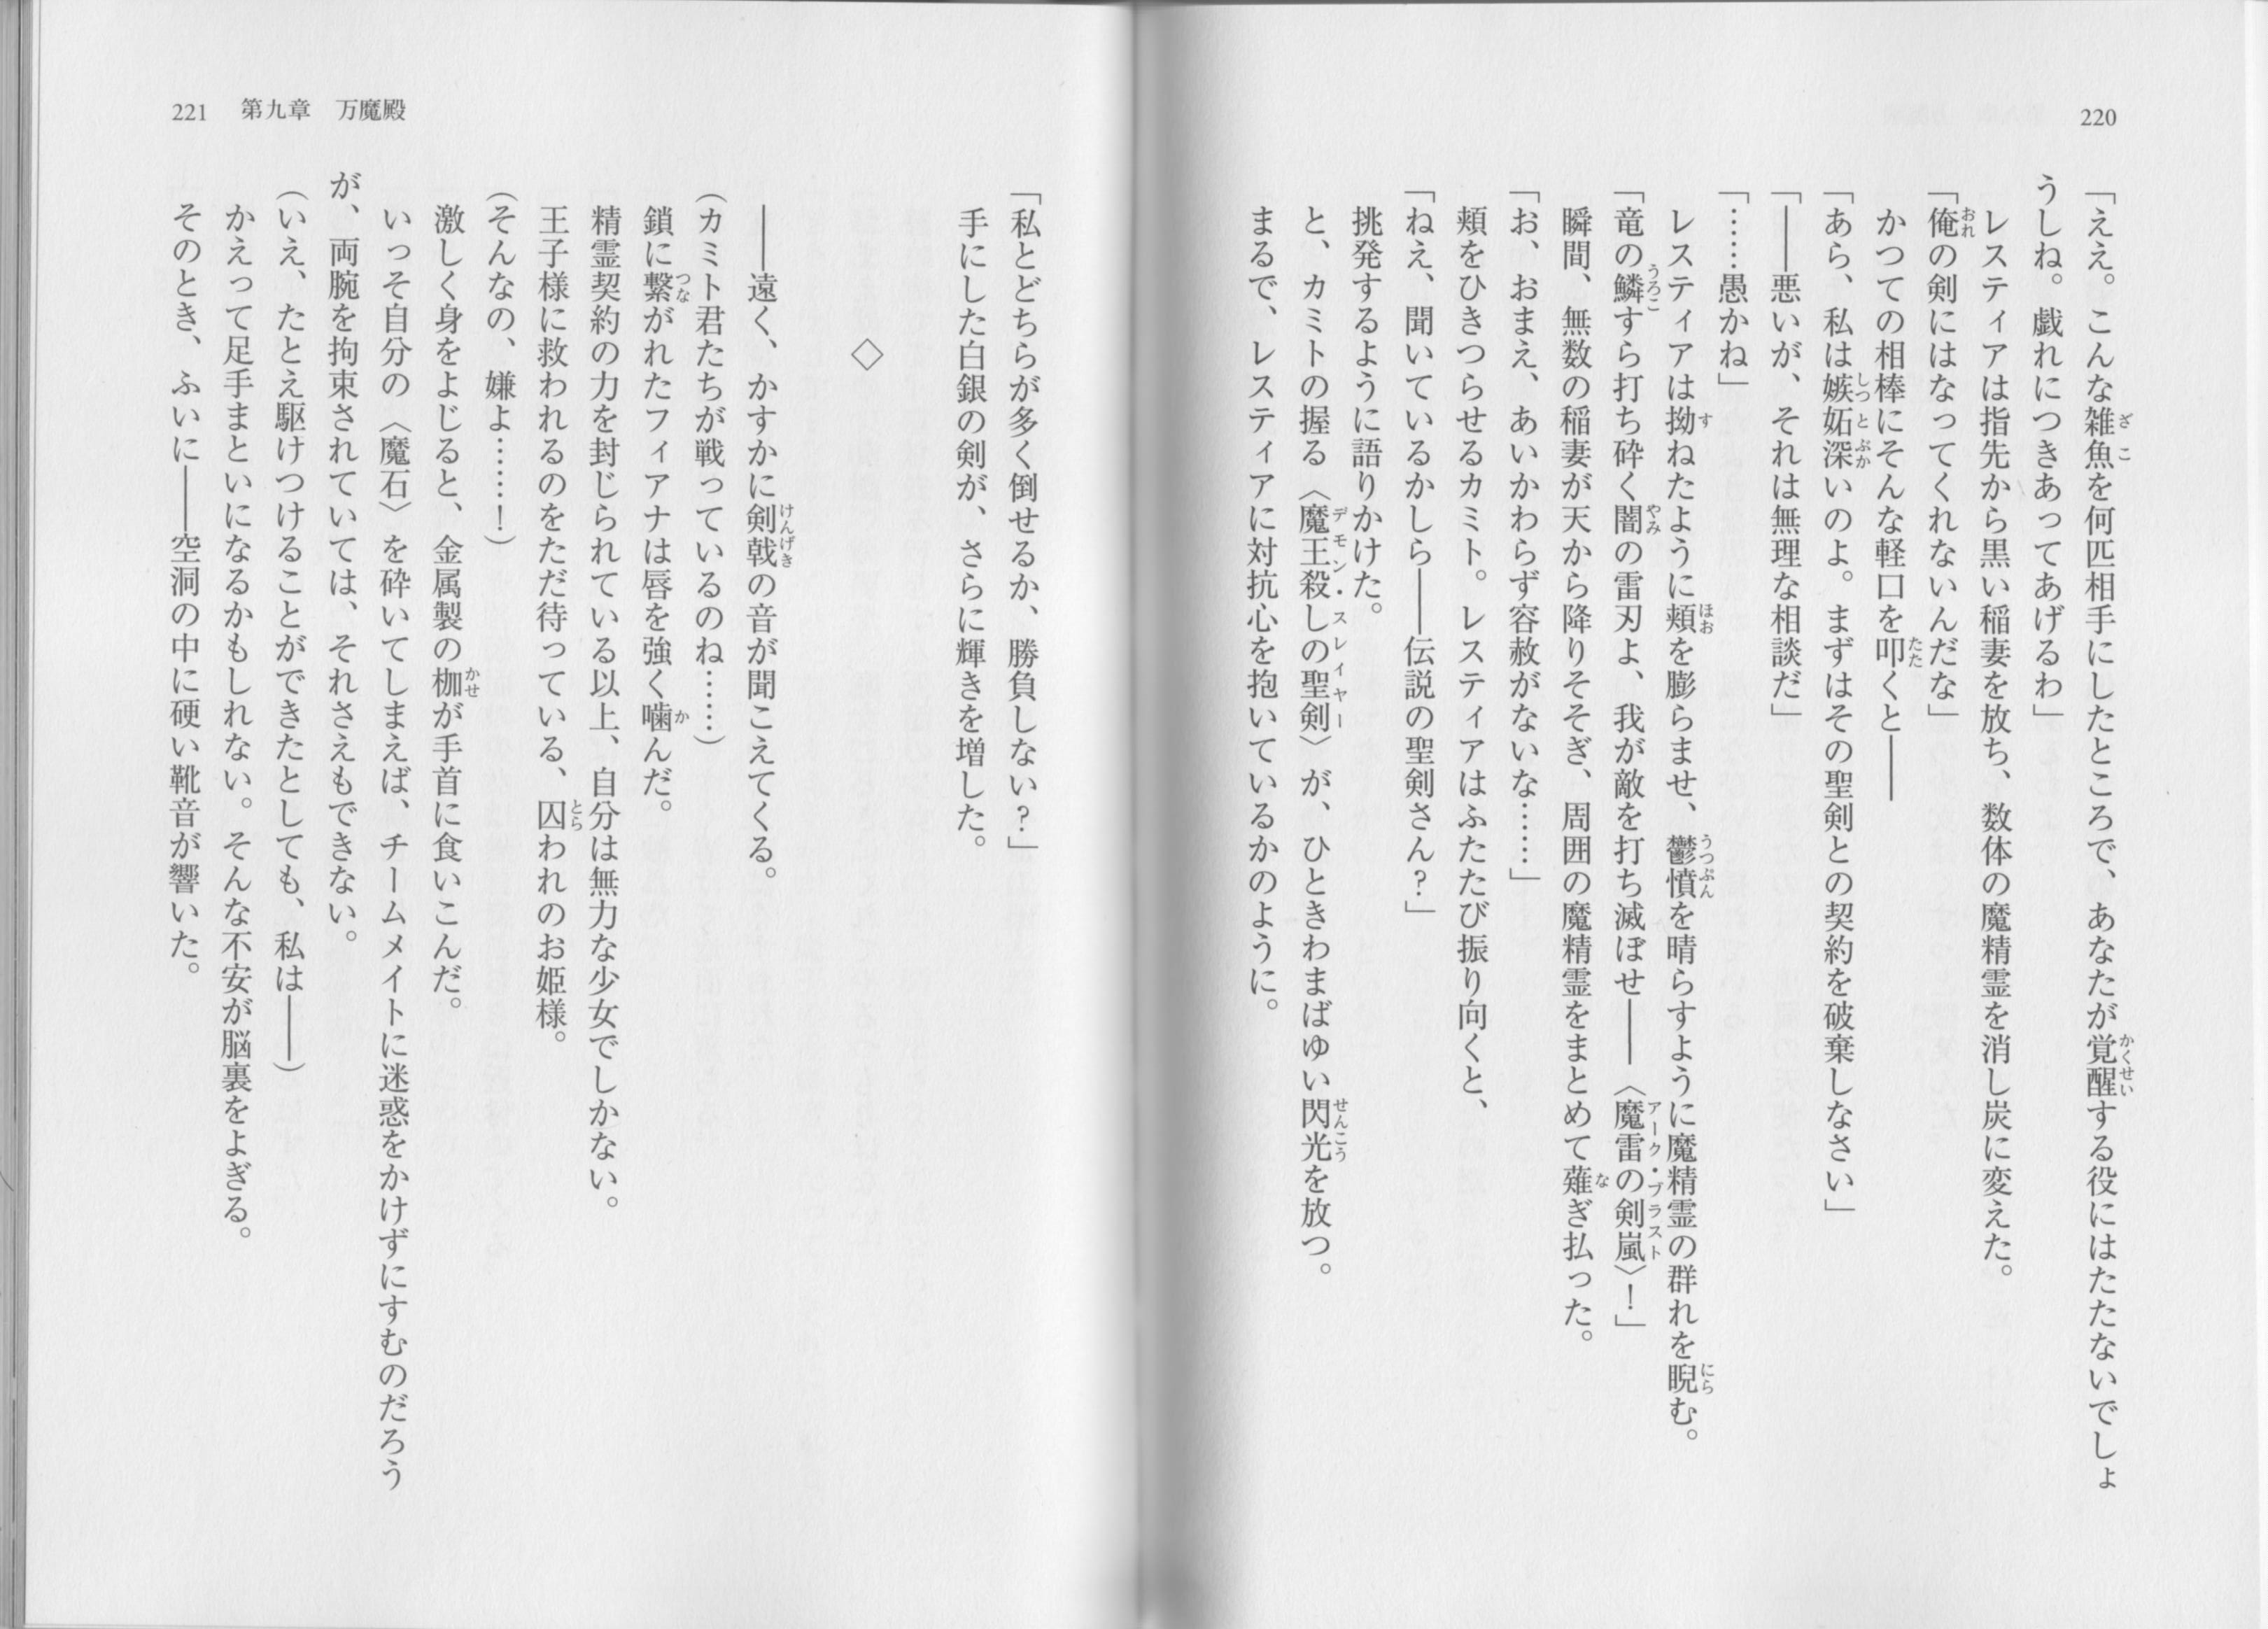 220
「ええ。こんな雑魚を何匹相手にしたところで、あなたが覚醒する役にはたたないでしょ
うしね。戯れにつきあってあげるわ」
レスティアは指先から黒い稲妻を放ち、数体の魔精霊を消し炭に変えた。
「俺の剣にはなってくれないんだな」
かつての相棒にそんな軽口を叩くと――
「あら、私は嫉妬深いのよ。まずはその聖剣との契約を破棄しなさい」
「――悪いが、それは無理な相談だ」
「……愚かね」
レスティアは拗ねたように頬を膨らませ、鬱憤を晴らすように魔精霊の群れを睨む。
「竜の鱗すら打ち砕く闇の雷刃よ、我が敵を打ち滅ぼせ――〈魔雷の剣嵐〉！」
瞬間、無数の稲妻が天から降りそそぎ、周囲の魔精霊をまとめて薙ぎ払った。
「お、おまえ、あいかわらず容赦がないな……」
頬をひきつらせるカミト。レスティアはふたたび振り向くと、
「ねえ、聞いているかしら――伝説の聖剣さん？」
挑発するように語りかけた。
と、カミトの握る〈魔王殺しの聖剣〉が、ひときわまばゆい閃光を放つ。
まるで、レスティアに対抗心を抱いているかのように。
221 第九章 万魔殿
「私とどちらが多く倒せるか、勝負しない？」
手にした白銀の剣が、さらに輝きを増した。
◇
――遠く、かすかに剣戟の音が聞こえてくる。
（カミト君たちが戦っているのね……）
鎖に繋がれたフィアナは唇を強く噛んだ。
精霊契約の力を封じられている以上、自分は無力な少女でしかない。
王子様に救われるのをただ待っている、囚われのお姫様。
（そんなの、嫌よ……！）
激しく身をよじると、金属製の枷が手首に食いこんだ。
いっそ自分の〈魔石〉を砕いてしまえば、チームメイトに迷惑をかけずにすむのだろう
が、両腕を拘束されていては、それさえもできない。
（いえ、たとえ駆けつけることができたとしても、私は――）
かえって足手まといになるかもしれない。そんな不安が脳裏をよぎる。
そのとき、ふいに――空洞の中に硬い靴音が響いた。